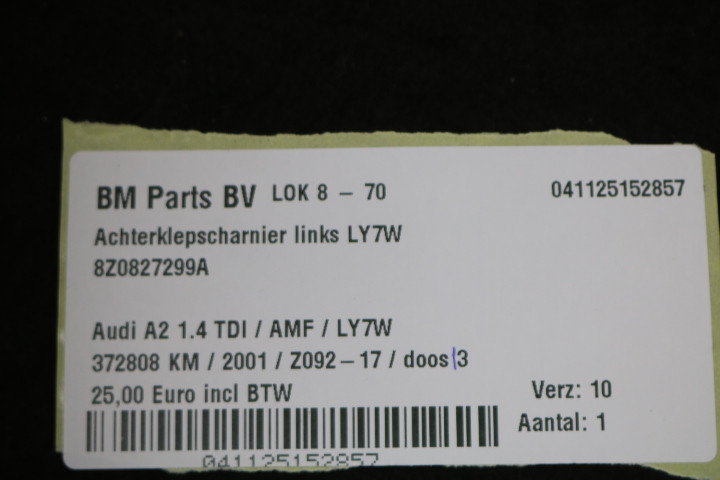 BM Parts BV LOK 8 – 70 041125152857
Achterklepscharnier links LY7W
8Z0827299A
Audi A2 1.4 TDI / AMF / LY7W
372808 KM / 2001 / Z092 – 17 / doos 13
25,00 Euro incl BTW Verz: 10
Aantal: 1
041125152857